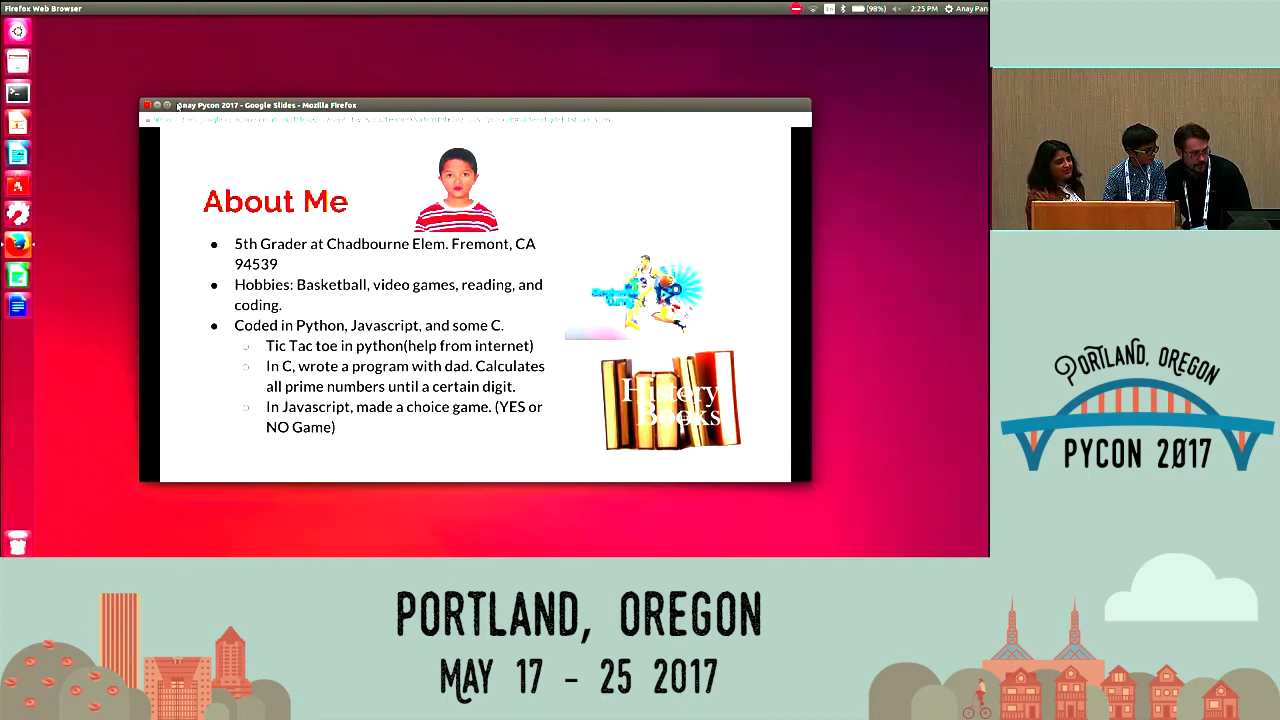 Firefox Web Browser
(98%)
2:25 PM
Anay Pan
Anay Pycon 2017 - Google Slides - Mozilla Firefox
About Me
● 5th Grader at Chadbourne Elem. Fremont, CA
94539
● Hobbies: Basketball, video games, reading, and
coding.
● Coded in Python, Javascript, and some C.
○ Tic Tac toe in python(help from internet)
○ In C, wrote a program with dad. Calculates
all prime numbers until a certain digit.
○ In Javascript, made a choice game. (YES or
NO Game)
History
Books
PORTLAND, OREGON
PYCON 2017
PORTLAND, OREGON
MAY 17 - 25 2017